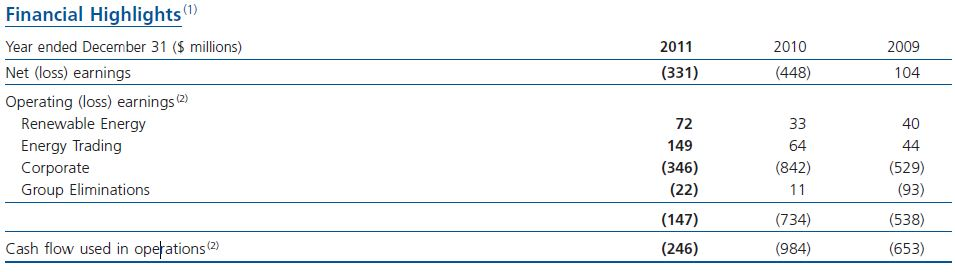 Financial Highlights (1)
Year ended December 31 ($ millions) 2011 2010 2009
Net (loss) earnings (331) (448) 104
Operating (loss) earnings (2)
Renewable Energy 72 33 40
Energy Trading 149 64 44
Corporate (346) (842) (529)
Group Eliminations (22) 11 (93)
(147) (734) (538)
Cash flow used in operations (2) (246) (984) (653)